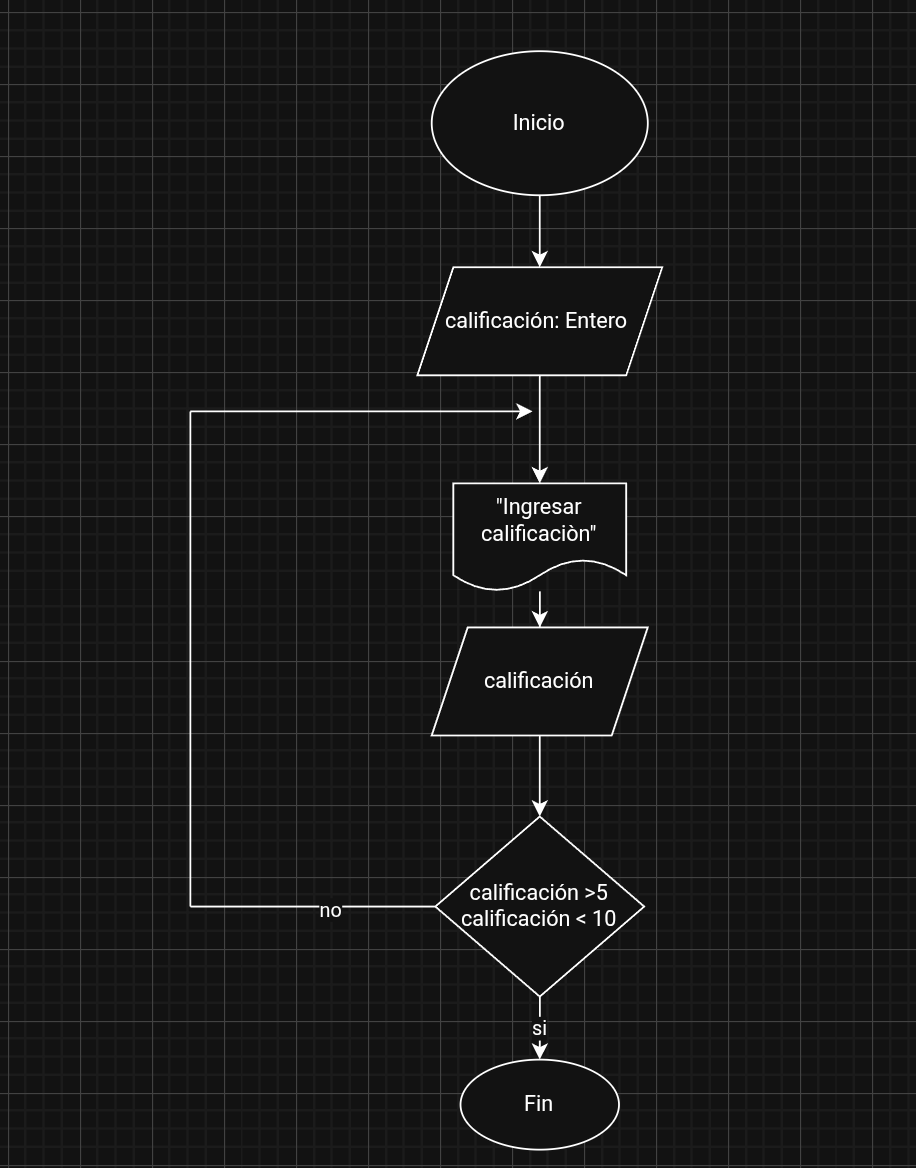 Inicio
calificación: Entero
"Ingresar
calificaciòn"
calificación
calificación >5
calificación < 10
no
si
Fin